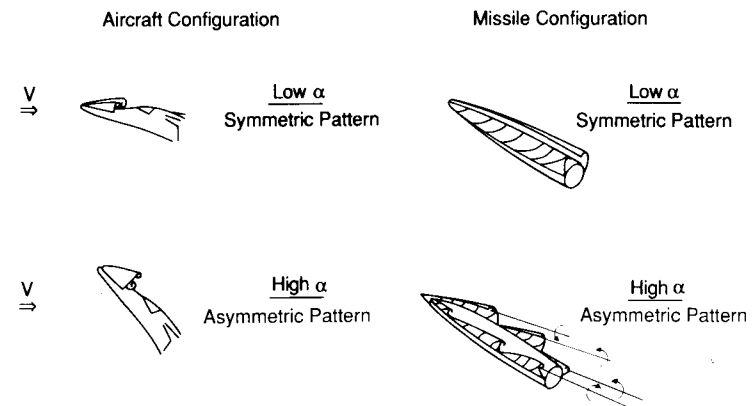 Aircraft Configuration
Missile Configuration
V
⇒
Low α
Symmetric Pattern
Low α
Symmetric Pattern
V
⇒
High α
Asymmetric Pattern
High α
Asymmetric Pattern